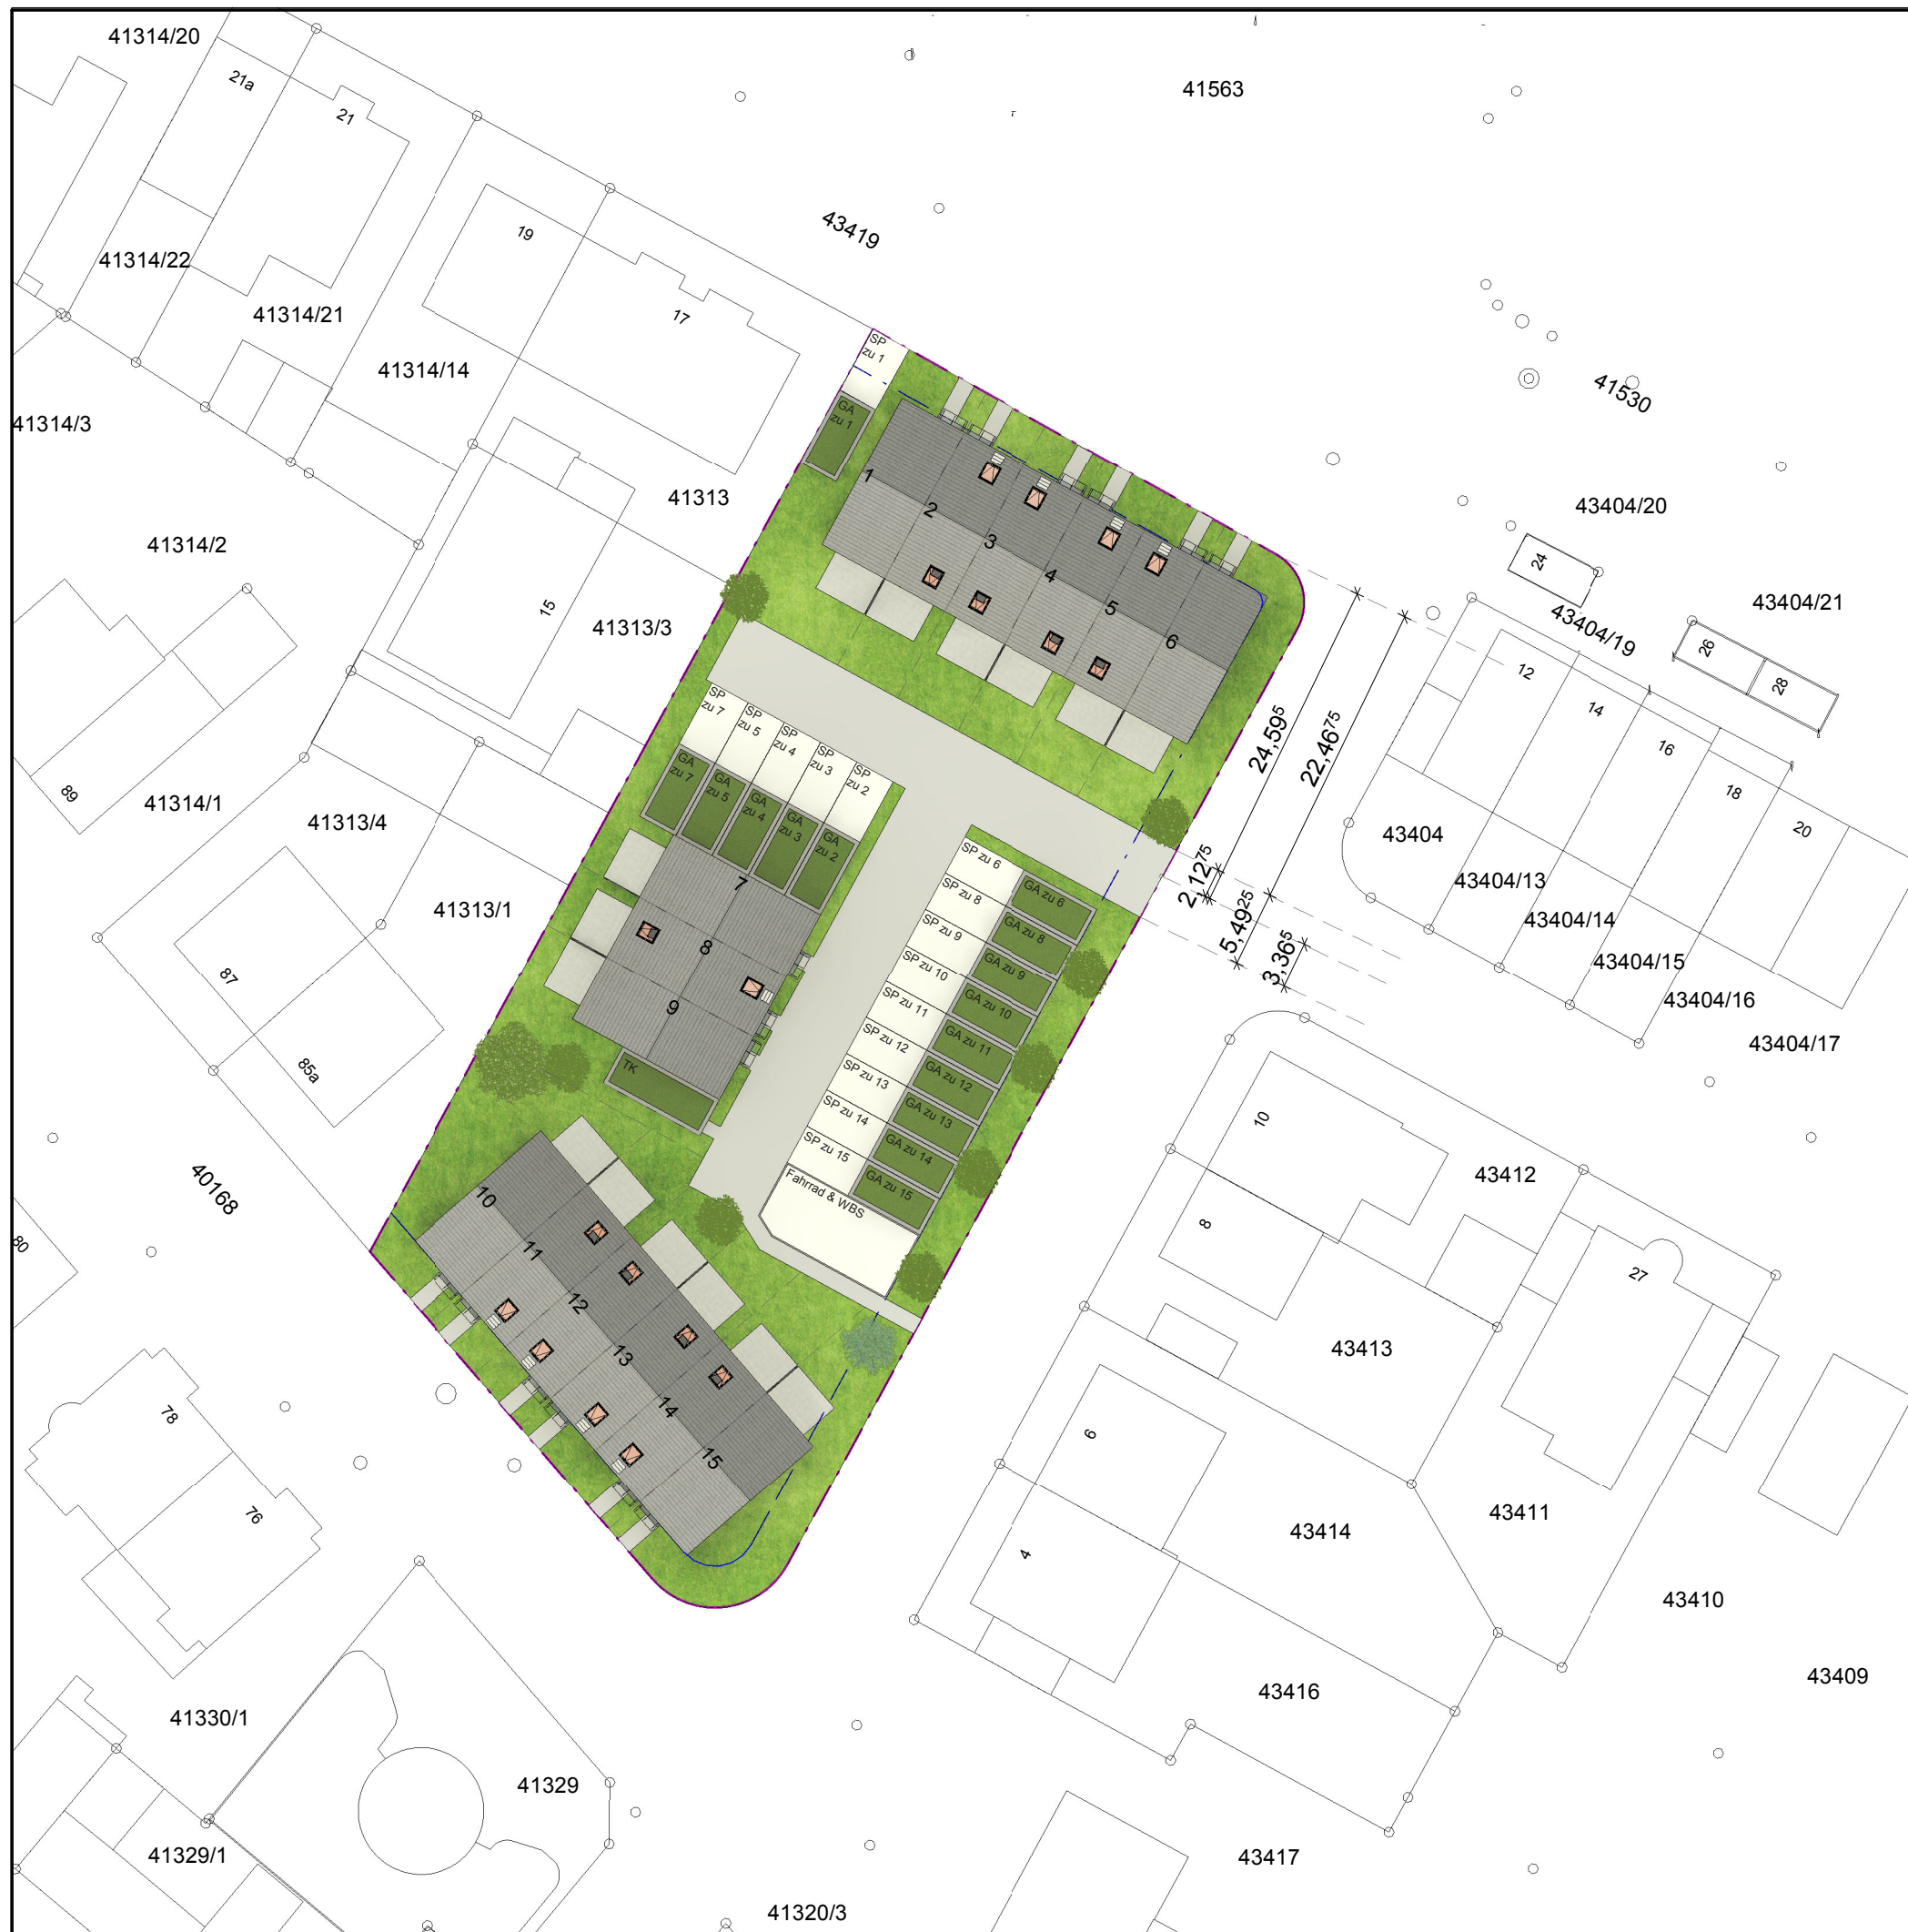 41314/20
21a
21
41563
43419
19
17
41314/22
41314/21
41314/14
41314/3
41313
41314/2
15
41313/3
41530
43404/20
24
43404/19
43404/21
26
28
12
14
16
18
20
89
41314/1
41313/4
41313/1
87
85a
40168
80
43404
43404/13
43404/14
43404/15
43404/16
43404/17
SP
zu 1
GA
zu 1
1
2
3
4
5
6
24,59⁵
22,46⁷⁵
2,12⁷⁵
5,49²⁵
3,36⁵
SP
zu 7
SP
zu 5
SP
zu 4
SP
zu 3
SP
zu 2
GA
zu 7
GA
zu 5
GA
zu 4
GA
zu 3
GA
zu 2
7
8
9
TK
SP zu 6
GA zu 6
SP zu 8
GA zu 8
SP zu 9
GA zu 9
SP zu 10
GA zu 10
SP zu 11
GA zu 11
SP zu 12
GA zu 12
SP zu 13
GA zu 13
SP zu 14
GA zu 14
SP zu 15
GA zu 15
Fahrrad & WBS
10
11
12
13
14
15
10
8
43412
27
43413
6
4
43414
43411
43410
43409
43416
43417
78
76
41330/1
41329
41329/1
41320/3